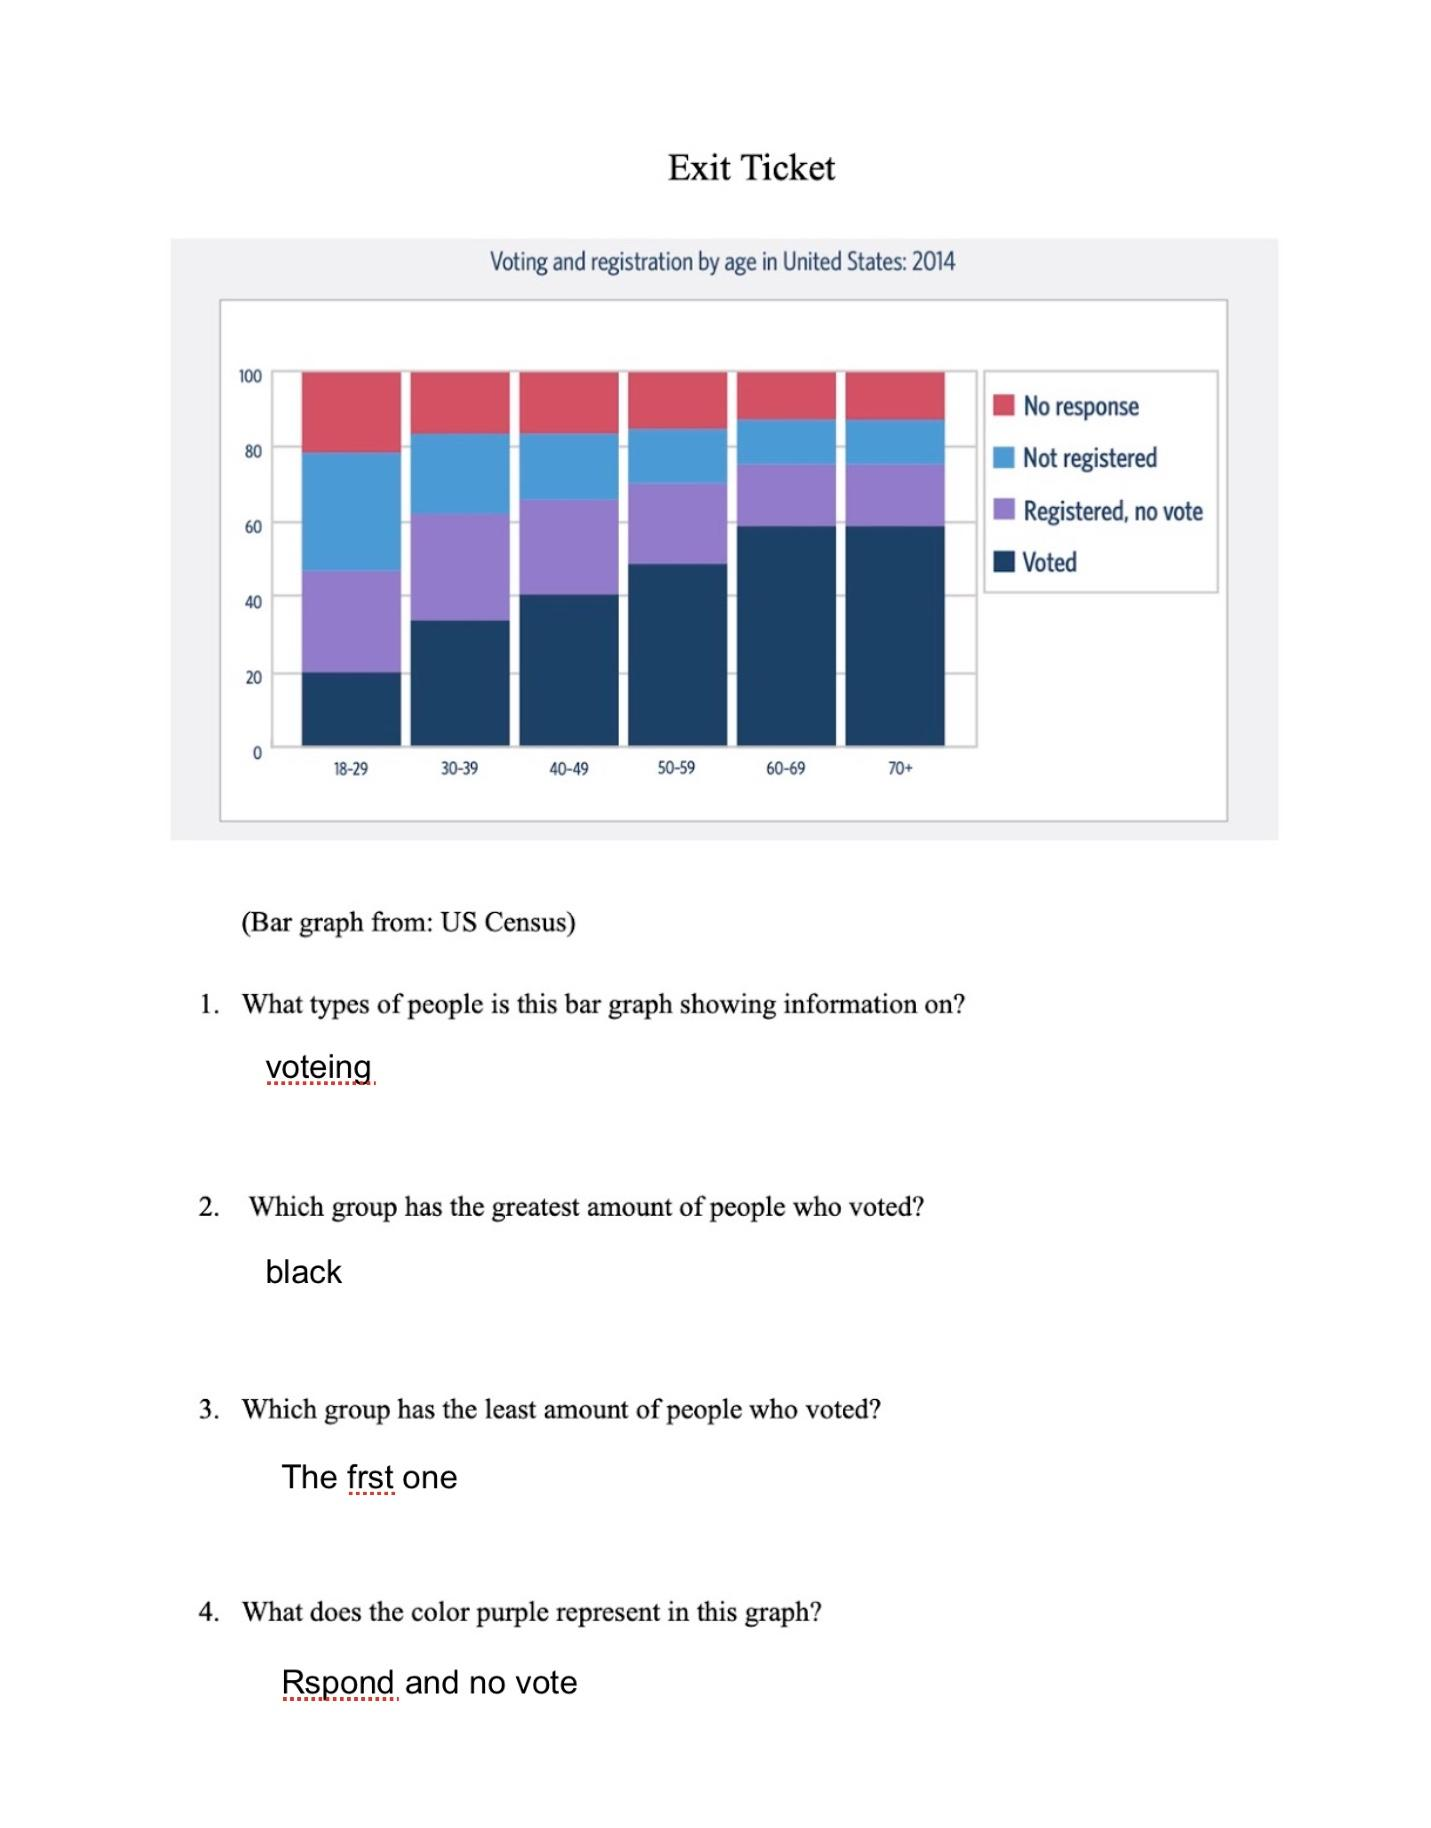 Exit Ticket
Voting and registration by age in United States: 2014
100
80
60
40
20
0
18-29
30-39
40-49
50-59
60-69
70+
No response
Not registered
Registered, no vote
Voted
(Bar graph from: US Census)
1. What types of people is this bar graph showing information on?
voteing
2. Which group has the greatest amount of people who voted?
black
3. Which group has the least amount of people who voted?
The frst one
4. What does the color purple represent in this graph?
Rspond and no vote